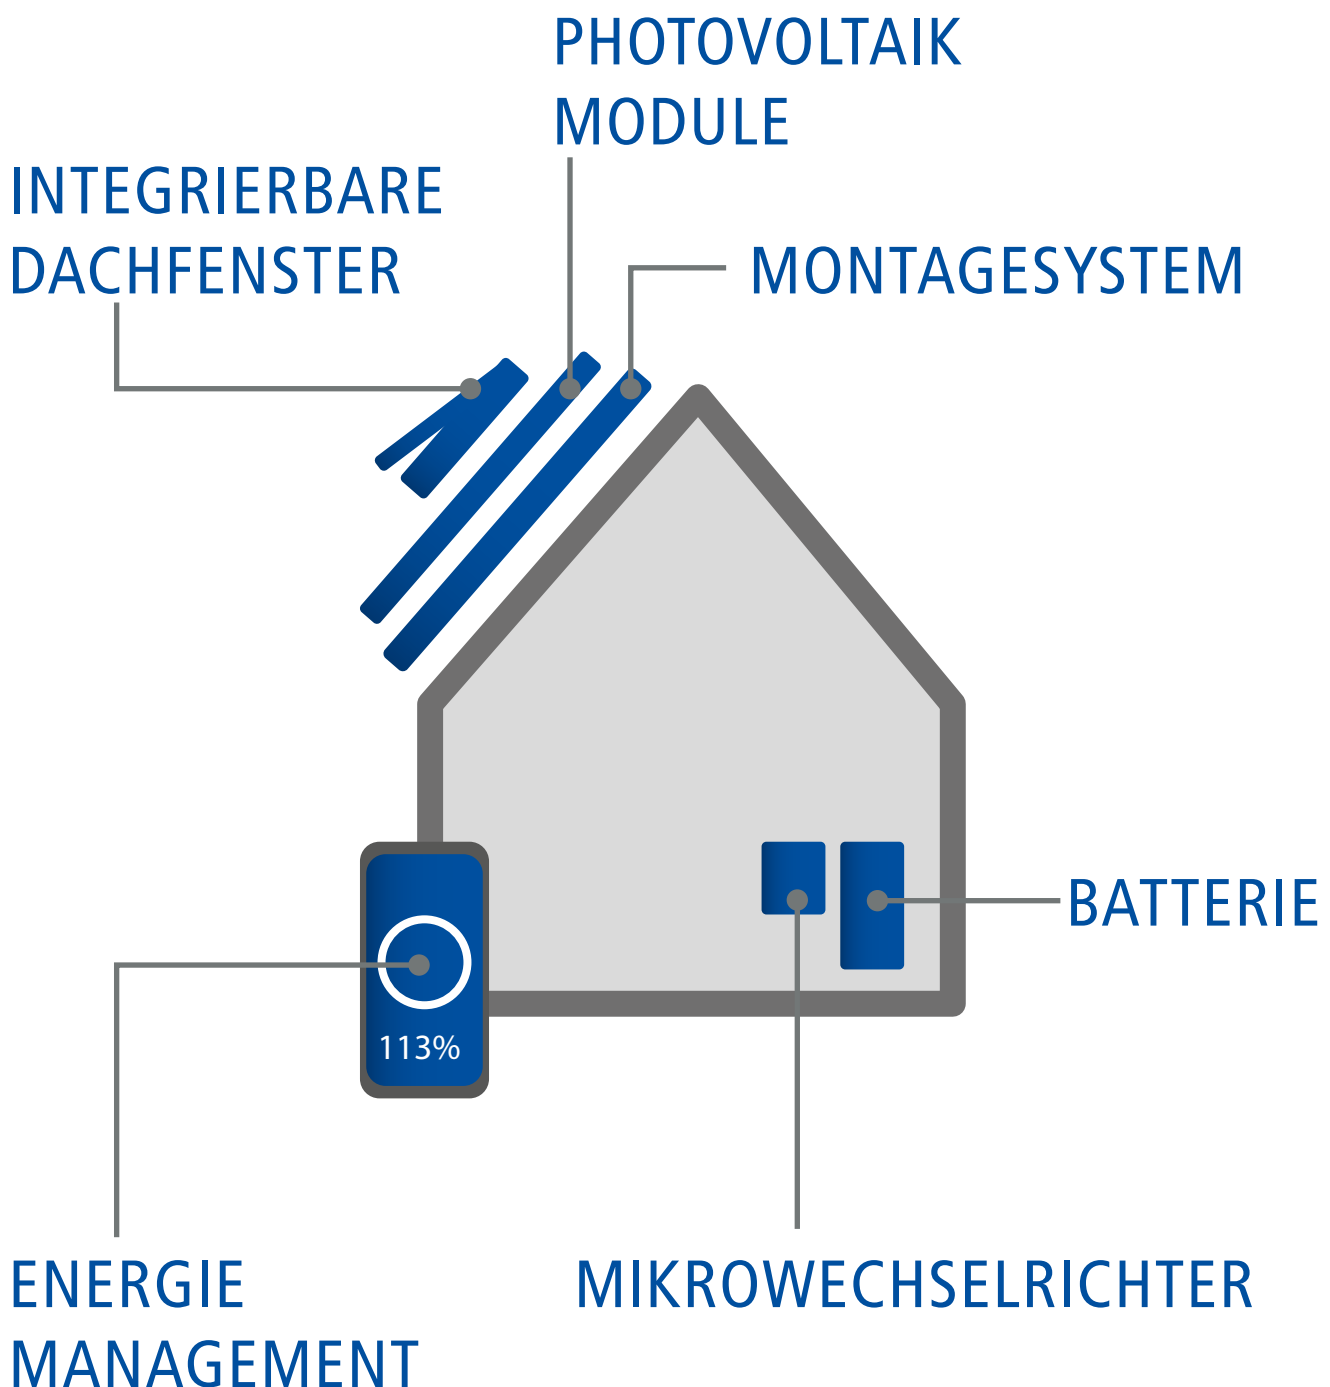 PHOTOVOLTAIK
MODULE
INTEGRIERBARE
DACHFENSTER
MONTAGESYSTEM
BATTERIE
113%
ENERGIE
MANAGEMENT
MIKROWECHSELRICHTER